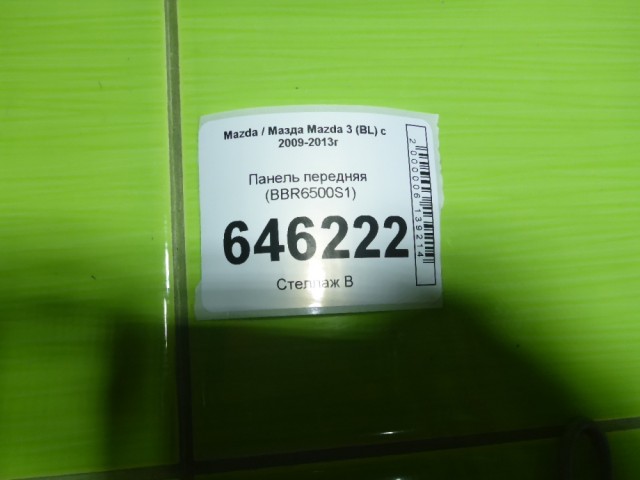 Mazda / Мазда Mazda 3 (BL) с
2009-2013г
Панель передняя
(BBR6500S1)
646222
Стеллаж В
2000006139214